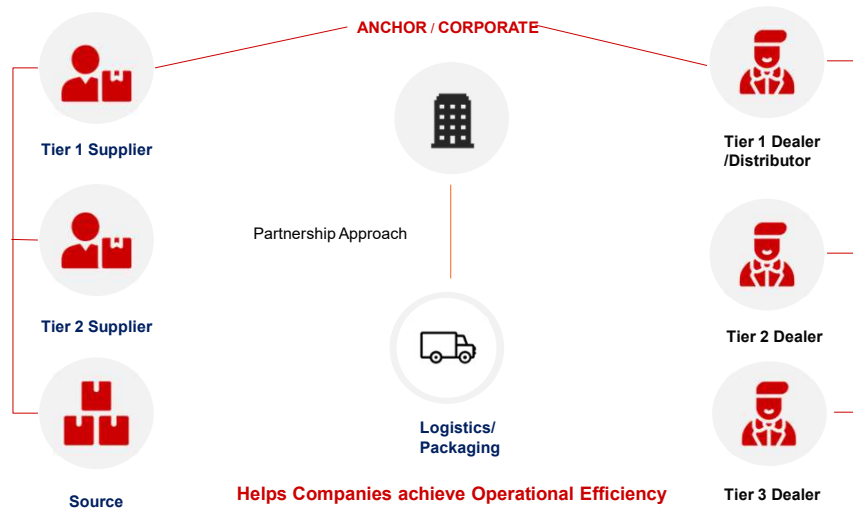 ANCHOR / CORPORATE
Tier 1 Supplier
Tier 1 Dealer
/Distributor
Partnership Approach
Tier 2 Supplier
Tier 2 Dealer
Logistics/
Packaging
Source
Helps Companies achieve Operational Efficiency
Tier 3 Dealer